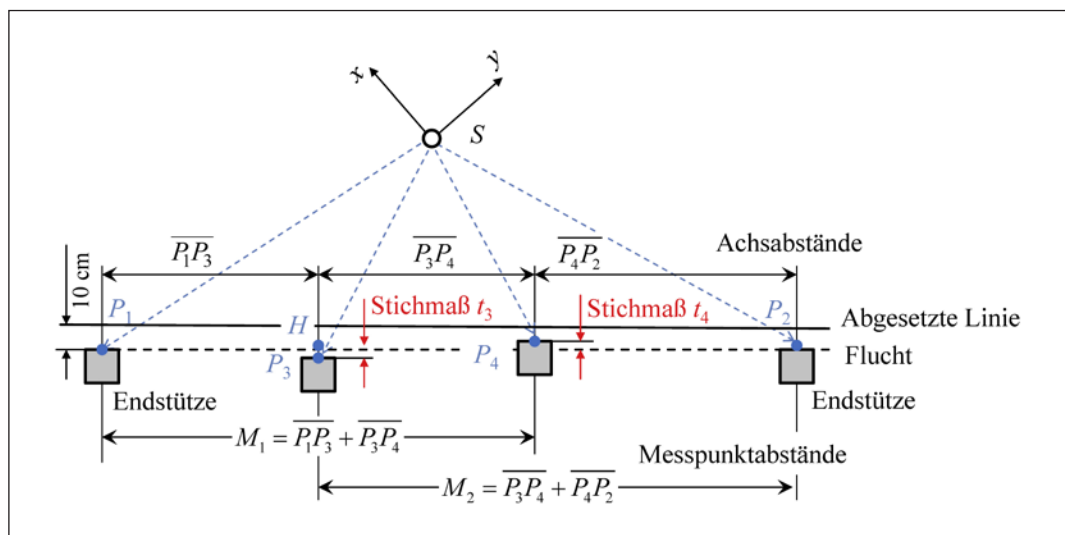 x
y
S
P₁P₃
P₃P₄
P₄P₂
Achsabstände
10 cm
P₁
H
Stichmaß t₃
Stichmaß t₄
P₂
Abgesetzte Linie
P₃
P₄
Flucht
Endstütze
Endstütze
M₁ = P₁P₃ + P₃P₄
Messpunktabstände
M₂ = P₃P₄ + P₄P₂